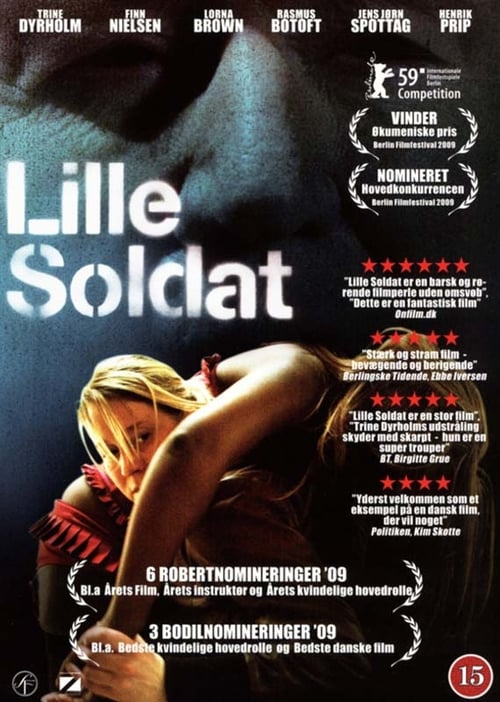 TRINE DYRHOLM
FINN NIELSEN
LORNA BROWN
RASMUS BOTOFT
JENS JØRN SPOTTAG
HENRIK PRIP
59
Internationale
Filmfestspiele
Berlin
Competition
VINDER
Økumeniske pris
Berlin Filmfestival 2009
NOMINERET
Hovedkonkurrencen
Berlin Filmfestival 2009
Lille
Soldat
"Lille Soldat er en barsk og rø-
rende filmperle uden omsvøb",
"Dette er en fantastisk film"
Onfilm.dk
"Stærk og stram film -
bevægende og herigende"
Berlingske Tidende, Ebbe Iversen
"Lille Soldat er en stor film",
"Trine Dyrholms udstråling
skyder med skarpt - hun er en
super trouper"
BT, Birgitte Grue
"Yderst velkommen som et
eksempel på en dansk film,
der vil noget"
Politiken, Kim Skotte
6 ROBERTNOMINERINGER '09
Bl.a Årets Film, Årets instruktør og Årets kvindelige hovedrolle
3 BODILNOMINERINGER '09
Bl.a. Bedste kvindelige hovedrolle og Bedste danske film
SF
15